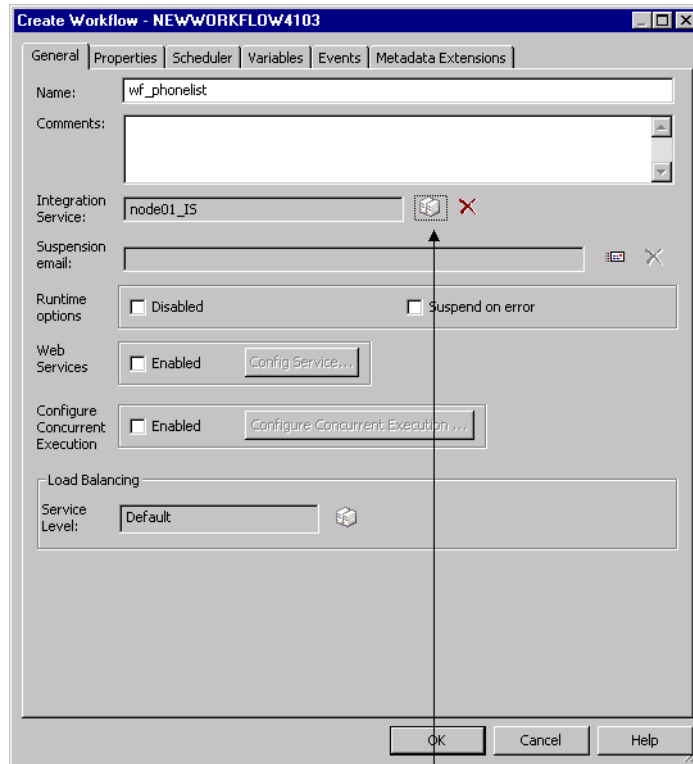 Create Workflow - NEWWORKFLOW4103
General Properties Scheduler Variables Events Metadata Extensions
Name: wf_phonelist
Comments:
Integration Service: node01_IS
Suspension email:
Runtime options Disabled Suspend on error
Web Services Enabled Config Service...
Configure Concurrent Execution Enabled Configure Concurrent Execution ...
Load Balancing
Service Level: Default
OK Cancel Help